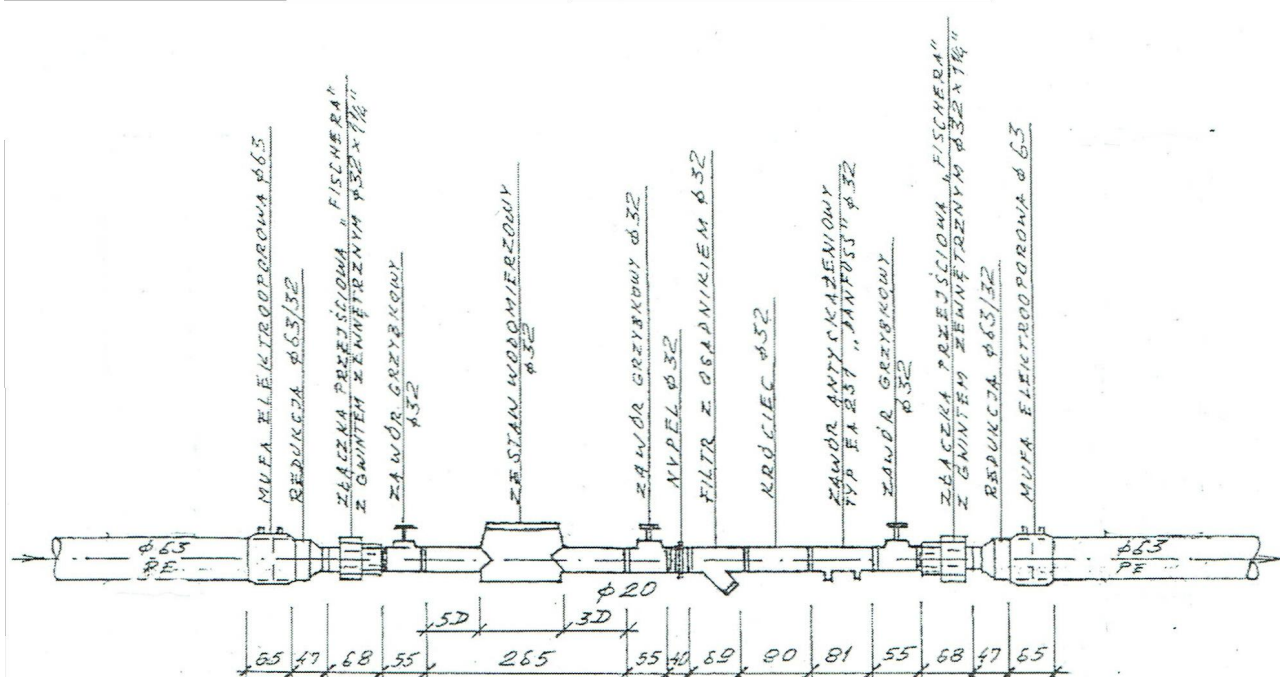 MUFA ELEKTROOPOROWA φ63
REDUKCJA φ63/32
ZŁĄCZKA PRZEJŚCIOWA „FISCHERA"
Z GWINTEM ZEWNĘTRZNYM φ32 x 1¼"
ZAWÓR GRZYBKOWY
φ32
ZESTAW WODOMIERZOWY
φ32
ZAWÓR GRZYBKOWY φ32
NYPEL φ32
FILTR Z OSADNIKIEM φ32
KRÓCIEC φ32
ZAWÓR ANTYSKAŻENIOWY
TYP EA 251 „DANFOSS" φ32
ZAWÓR GRZYBKOWY
φ32
ZŁĄCZKA PRZEJŚCIOWA „FISCHERA"
Z GWINTEM ZEWNĘTRZNYM φ32 x 1¼"
REDUKCJA φ63/32
MUFA ELEKTROOPOROWA φ63
φ63
PE
φ63
PE
φ20
5D
3D
65 47 68 55 265 55 40 69 90 81 55 68 47 65